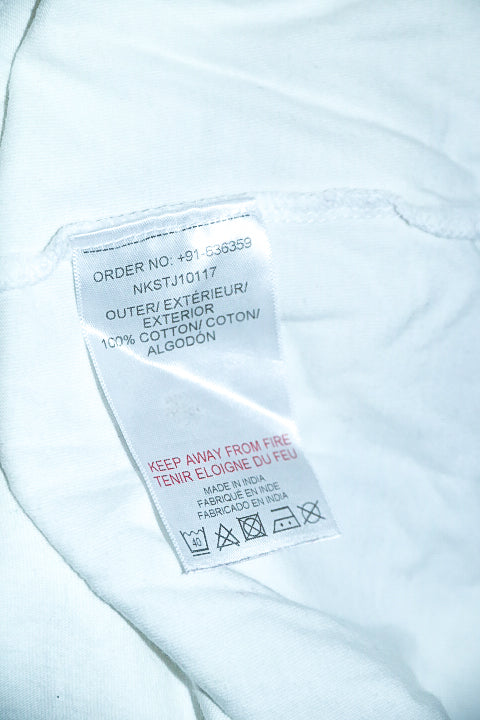 ORDER NO: +91-636359
NKSTJ10117
OUTER/ EXTÉRIEUR/
EXTERIOR
100% COTTON/ COTON/
ALGODÓN
KEEP AWAY FROM FIRE
TENIR ELOIGNE DU FEU
MADE IN INDIA
FABRIQUÉ EN INDE
FABRICADO EN INDIA
40